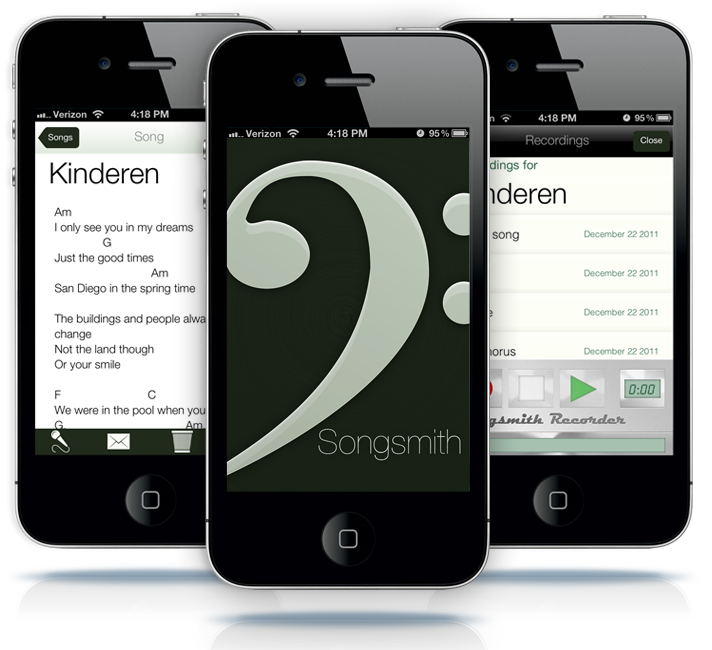 Verizon 4:18 PM
Songs Song
Kinderen
Am
I only see you in my dreams
G
Just the good times
Am
San Diego in the spring time
The buildings and people alwa
change
Not the land though
Or your smile
F C
We were in the pool when you
G Am
Verizon 4:18 PM 95%
Songsmith
n 4:18 PM 95%
Recordings Close
dings for
nderen
song December 22 2011
December 22 2011
e December 22 2011
horus December 22 2011
0:00
gsmith Recorder